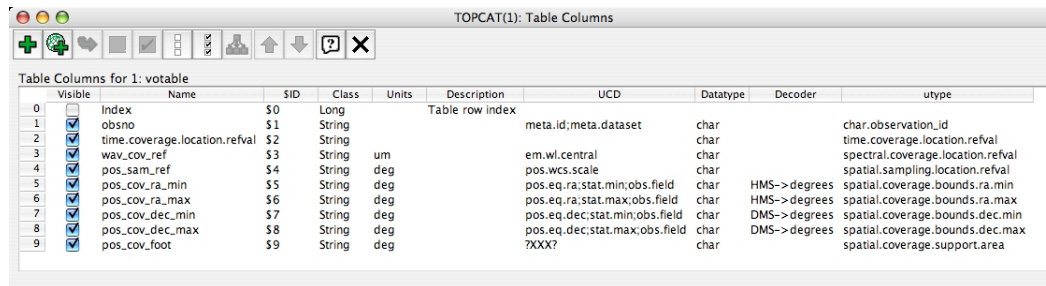 TOPCAT(1): Table Columns
Table Columns for 1: votable
Visible Name $ID Class Units Description UCD Datatype Decoder utype
0 Index $0 Long Table row index
1 obsno $1 String meta.id;meta.dataset char char.observation_id
2 time.coverage.location.refval $2 String char time.coverage.location.refval
3 wav_cov_ref $3 String um em.wl.central char spectral.coverage.location.refval
4 pos_sam_ref $4 String deg pos.wcs.scale char spatial.sampling.location.refval
5 pos_cov_ra_min $5 String deg pos.eq.ra;stat.min;obs.field char HMS->degrees spatial.coverage.bounds.ra.min
6 pos_cov_ra_max $6 String deg pos.eq.ra;stat.max;obs.field char HMS->degrees spatial.coverage.bounds.ra.max
7 pos_cov_dec_min $7 String deg pos.eq.dec;stat.min;obs.field char DMS->degrees spatial.coverage.bounds.dec.min
8 pos_cov_dec_max $8 String deg pos.eq.dec;stat.max;obs.field char DMS->degrees spatial.coverage.bounds.dec.max
9 pos_cov_foot $9 String deg ?XXX? char spatial.coverage.support.area